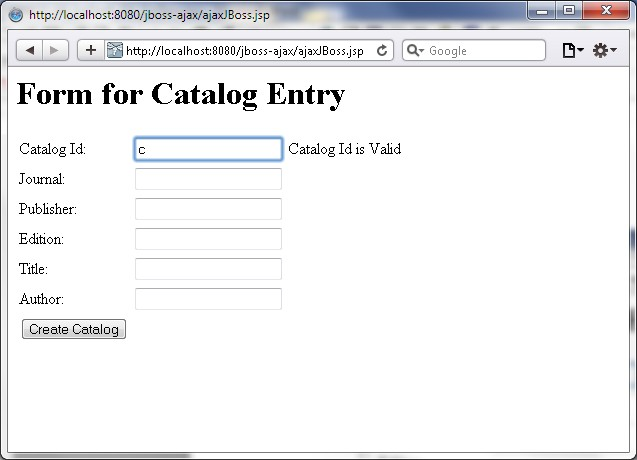 http://localhost:8080/jboss-ajax/ajaxJBoss.jsp
http://localhost:8080/jboss-ajax/ajaxJBoss.jsp Google
Form for Catalog Entry
Catalog Id: c Catalog Id is Valid
Journal:
Publisher:
Edition:
Title:
Author:
Create Catalog